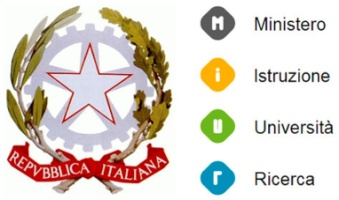 REPVBBLICA ITALIANA
M Ministero
i Istruzione
U Università
r Ricerca